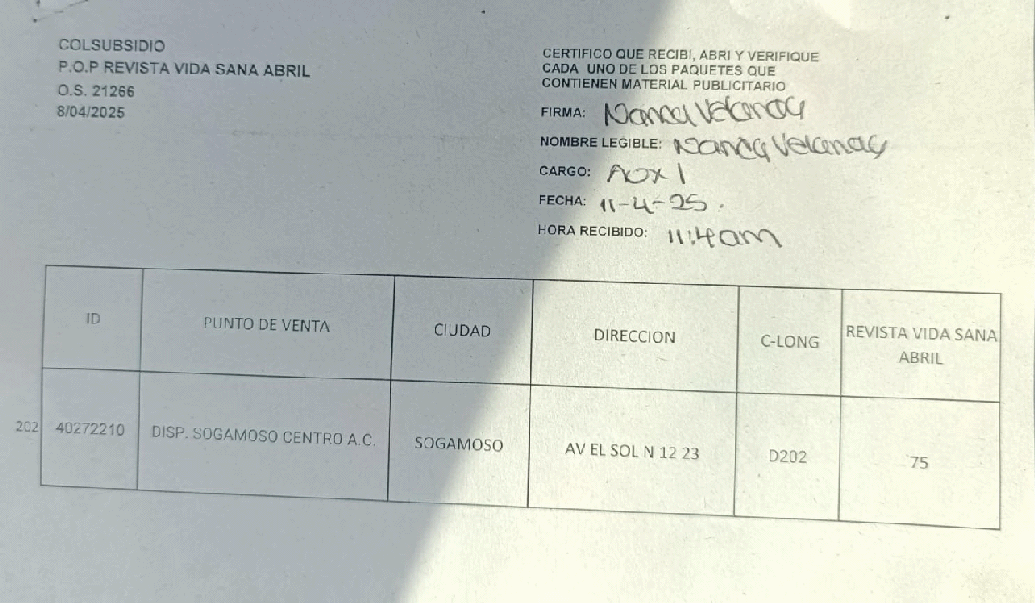 COLSUBSIDIO
P.O.P REVISTA VIDA SANA ABRIL
O.S. 21266
8/04/2025
CERTIFICO QUE RECIBI, ABRI Y VERIFIQUE
CADA UNO DE LOS PAQUETES QUE
CONTIENEN MATERIAL PUBLICITARIO
FIRMA:
NOMBRE LEGIBLE:
CARGO: AUX 1
FECHA: 11-4-25.
HORA RECIBIDO: 11:40am
ID PUNTO DE VENTA CIUDAD DIRECCION C-LONG REVISTA VIDA SANA
ABRIL
202 40272210 DISP. SOGAMOSO CENTRO A.C. SOGAMOSO AV EL SOL N 12 23 D202 75